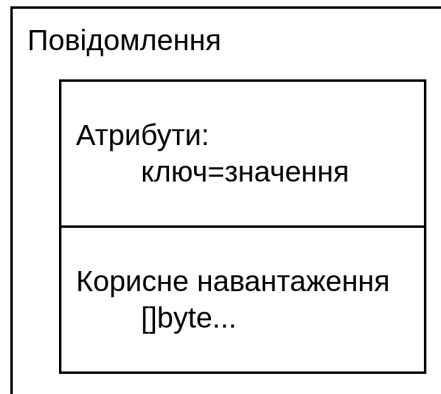 Повідомлення
Атрибути:
ключ=значення
Корисне навантаження
[]byte...